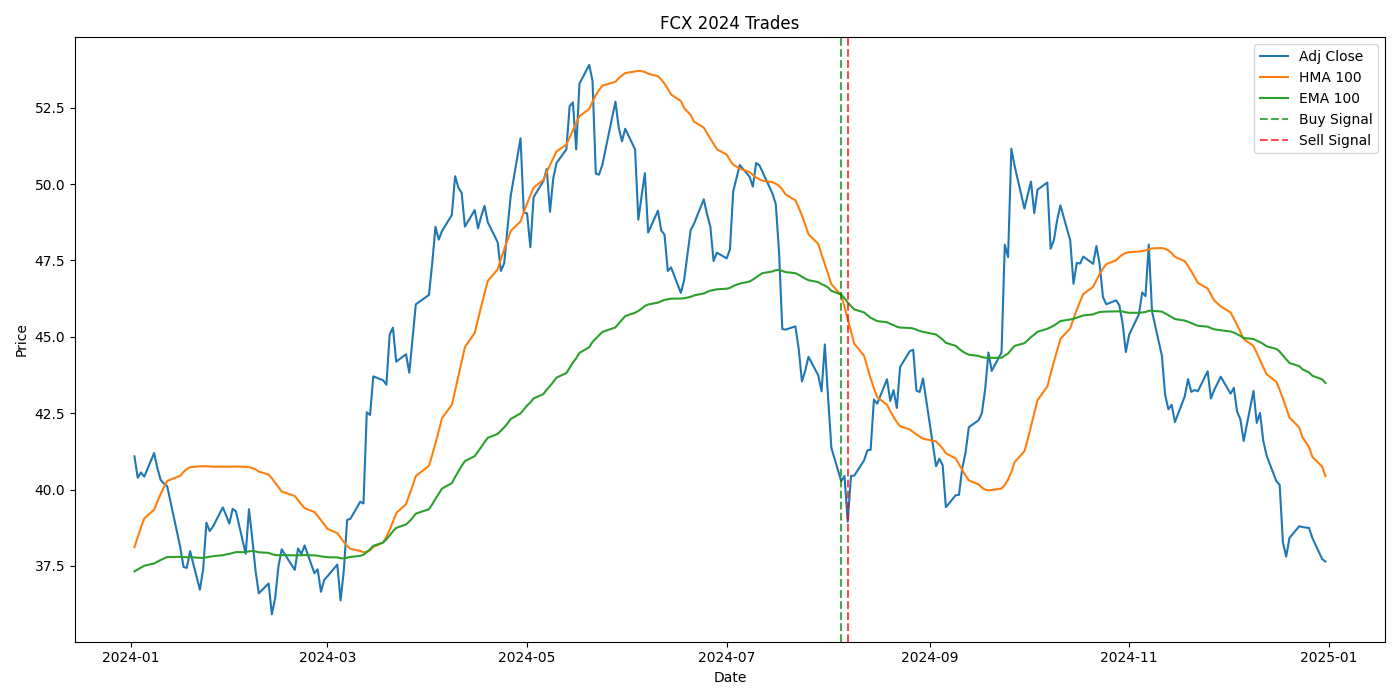 FCX 2024 Trades
Adj Close
HMA 100
EMA 100
Buy Signal
Sell Signal
Price
52.5
50.0
47.5
45.0
42.5
40.0
37.5
2024-01
2024-03
2024-05
2024-07
2024-09
2024-11
2025-01
Date